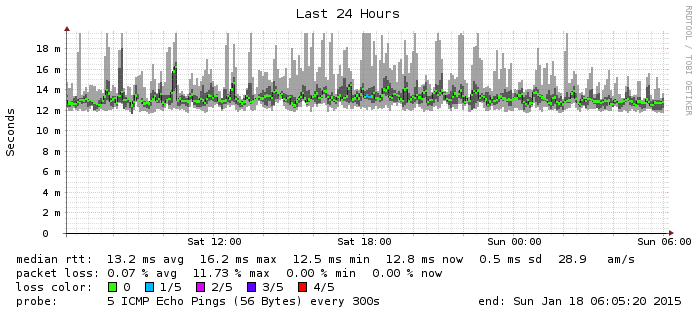 Last 24 Hours
RRDTOOL / TOBI OETIKER
Seconds
18 m
16 m
14 m
12 m
10 m
8 m
6 m
4 m
2 m
0
Sat 12:00 Sat 18:00 Sun 00:00 Sun 06:00
median rtt: 13.2 ms avg 16.2 ms max 12.5 ms min 12.8 ms now 0.5 ms sd 28.9 am/s
packet loss: 0.07 % avg 11.73 % max 0.00 % min 0.00 % now
loss color: 0 1/5 2/5 3/5 4/5
probe: 5 ICMP Echo Pings (56 Bytes) every 300s end: Sun Jan 18 06:05:20 2015